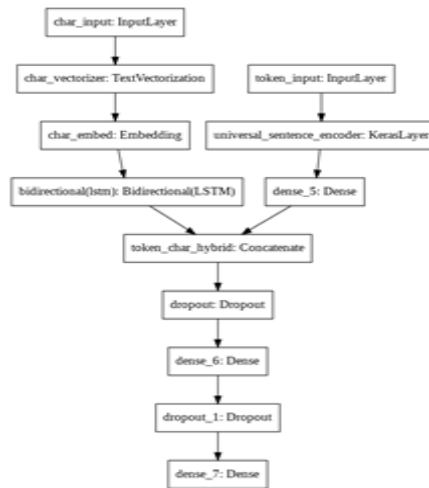 char_input: InputLayer
char_vectorizer: TextVectorization
token_input: InputLayer
char_embed: Embedding
universal_sentence_encoder: KerasLayer
bidirectional(lstm): Bidirectional(LSTM)
dense_5: Dense
token_char_hybrid: Concatenate
dropout: Dropout
dense_6: Dense
dropout_1: Dropout
dense_7: Dense